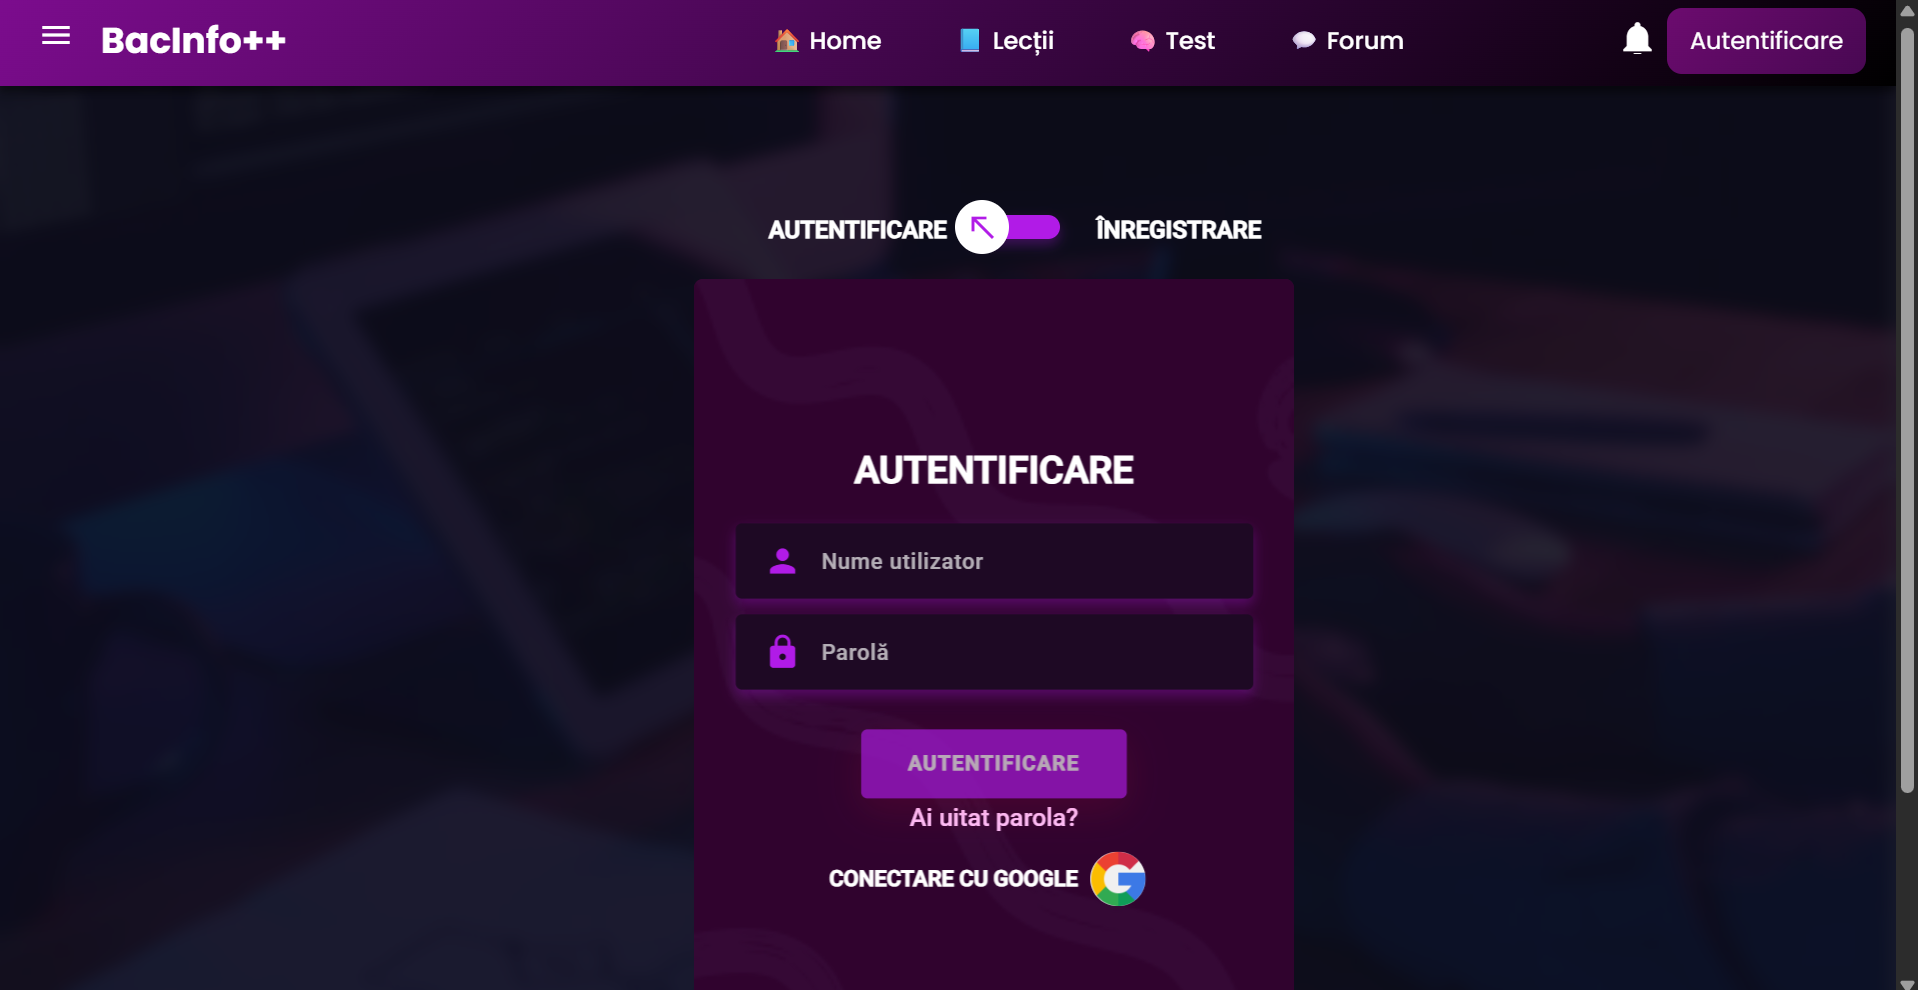 BacInfo++
Home
Lecții
Test
Forum
Autentificare
AUTENTIFICARE
ÎNREGISTRARE
AUTENTIFICARE
Nume utilizator
Parolă
AUTENTIFICARE
Ai uitat parola?
CONECTARE CU GOOGLE